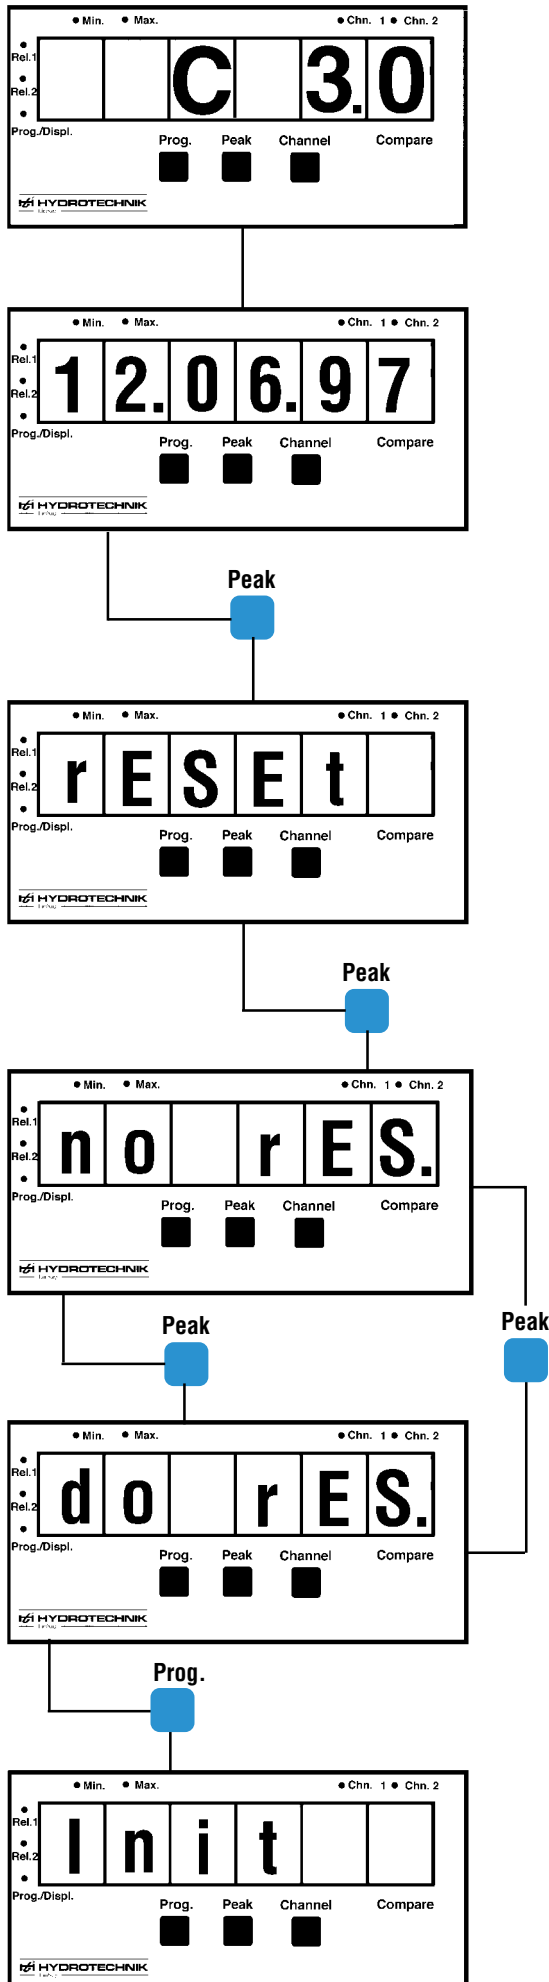 Min. Max. Chn. 1 Chn. 2
Rel.1
C 3.0
Rel.2
Prog./Displ.
Prog. Peak Channel Compare
HYDROTECHNIK
Min. Max. Chn. 1 Chn. 2
Rel.1
12.06.97
Rel.2
Prog./Displ.
Prog. Peak Channel Compare
HYDROTECHNIK
Peak
Min. Max. Chn. 1 Chn. 2
Rel.1
rESEt
Rel.2
Prog./Displ.
Prog. Peak Channel Compare
HYDROTECHNIK
Peak
Min. Max. Chn. 1 Chn. 2
Rel.1
no rES.
Rel.2
Prog./Displ.
Prog. Peak Channel Compare
HYDROTECHNIK
Peak
Peak
Min. Max. Chn. 1 Chn. 2
Rel.1
do rES.
Rel.2
Prog./Displ.
Prog. Peak Channel Compare
HYDROTECHNIK
Prog.
Min. Max. Chn. 1 Chn. 2
Rel.1
Init
Rel.2
Prog./Displ.
Prog. Peak Channel Compare
HYDROTECHNIK